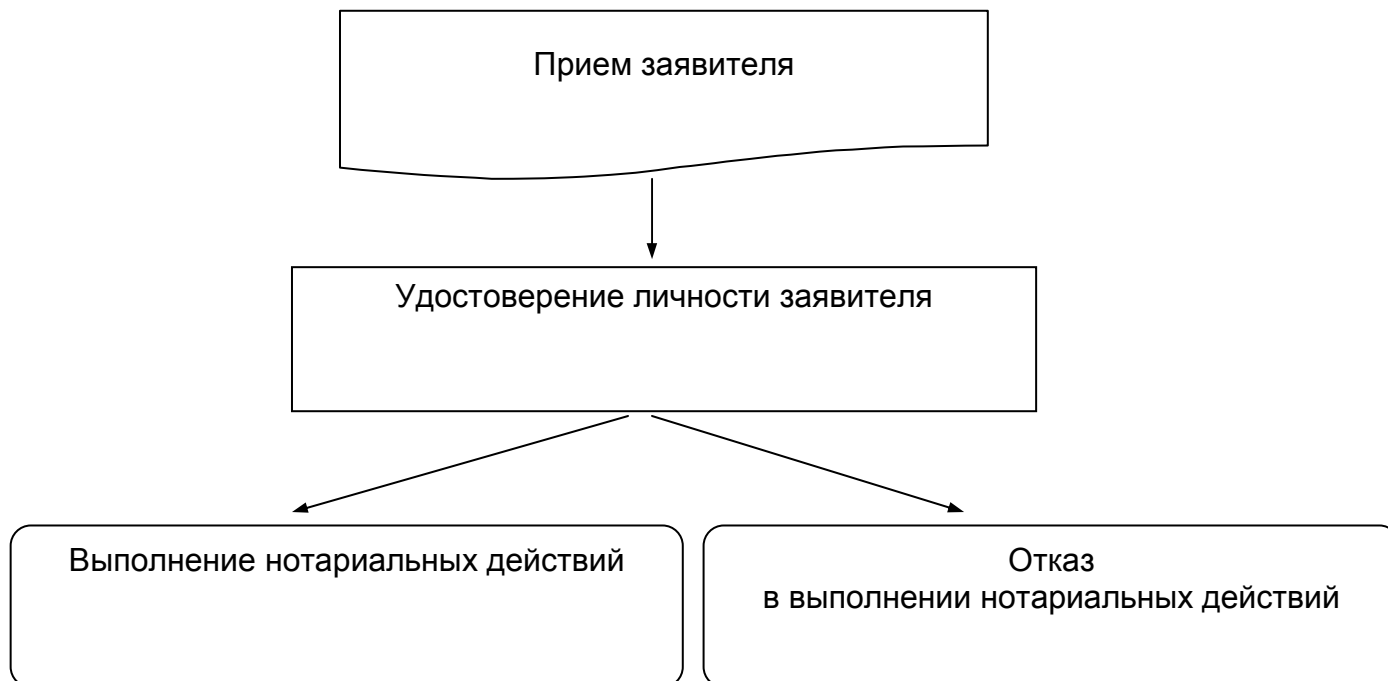 Прием заявителя
Удостоверение личности заявителя
Выполнение нотариальных действий
Отказ
в выполнении нотариальных действий